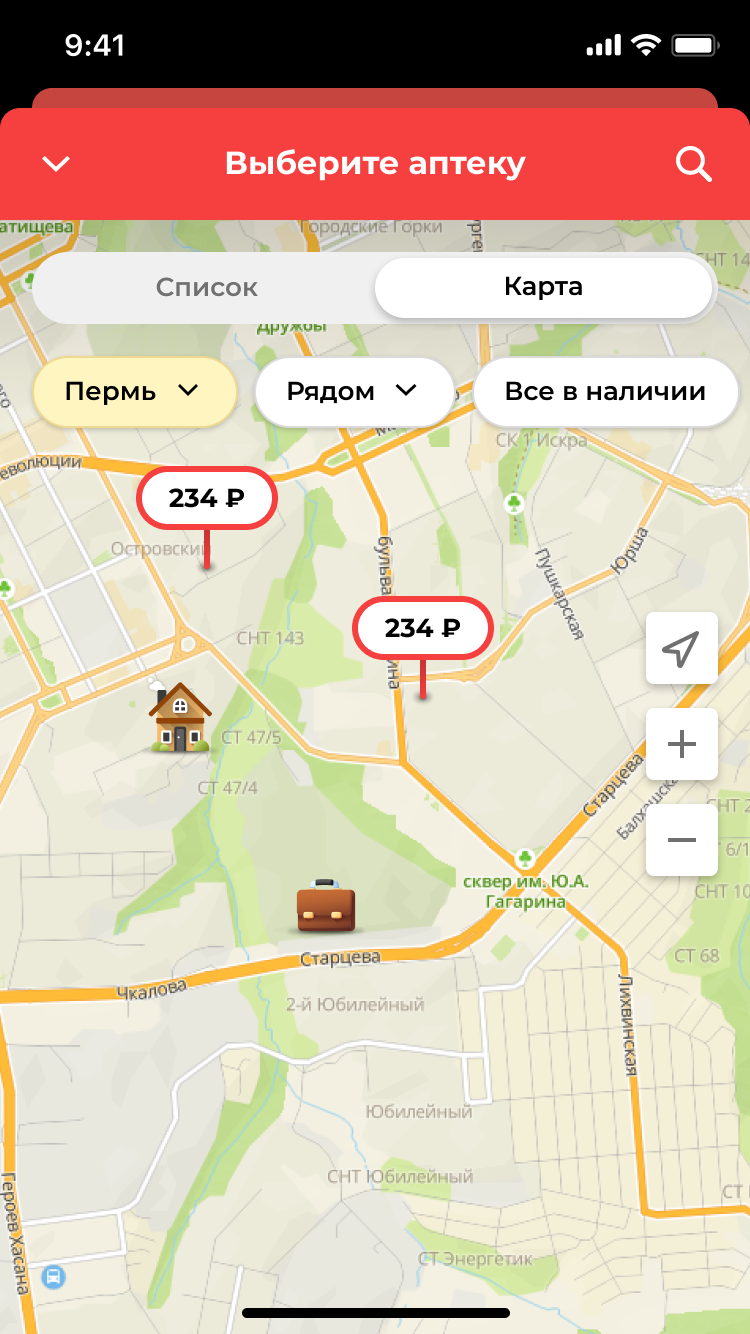 9:41
Выберите аптеку
атищева
Городские Горки
СНТ 14
Список
Карта
Дружбы
Пермь
Рядом
Все в наличии
СК 1 Искра
еволюции
234 ₽
Островский
бульва
Пушкарская
Юрша
234 ₽
СНТ 143
ина
СТ 47/5
СТ 47/4
Старцева
СНТ 2
6/1
сквер им. Ю.А.
Гагарина
СНТ 10
Старцева
СТ 68
Чкалова
2-й Юбилейный
Лихвинская
Юбилейный
СНТ Юбилейный
СТ
Героев Хасана
СТ Энергетик